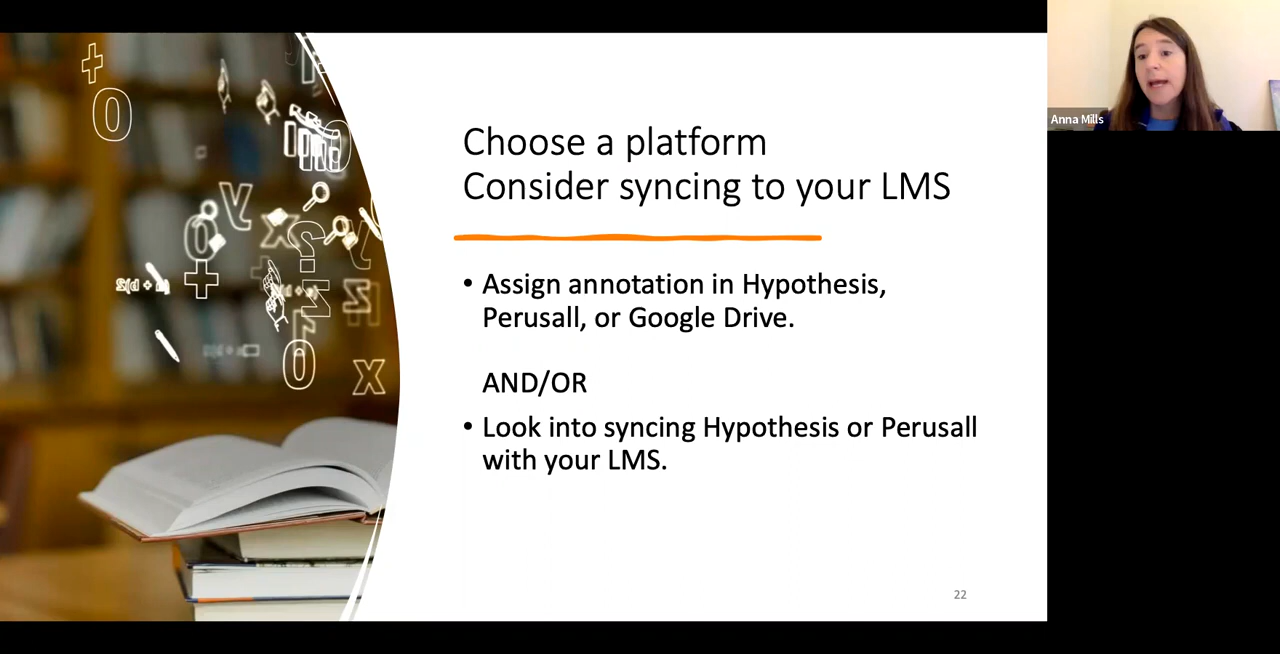 Choose a platform
Consider syncing to your LMS
• Assign annotation in Hypothesis,
Perusall, or Google Drive.
AND/OR
• Look into syncing Hypothesis or Perusall
with your LMS.
22
Anna Mills